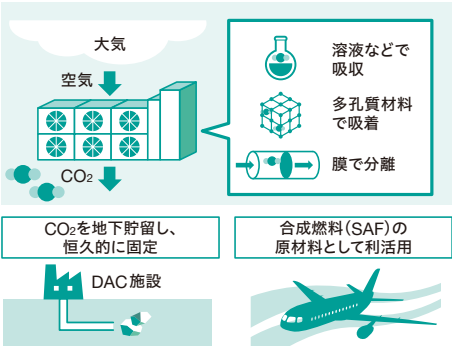 大気
空気
CO₂
溶液などで
吸収
多孔質材料
で吸着
膜で分離
CO₂を地下貯留し、
恒久的に固定
DAC施設
合成燃料(SAF)の
原材料として利活用